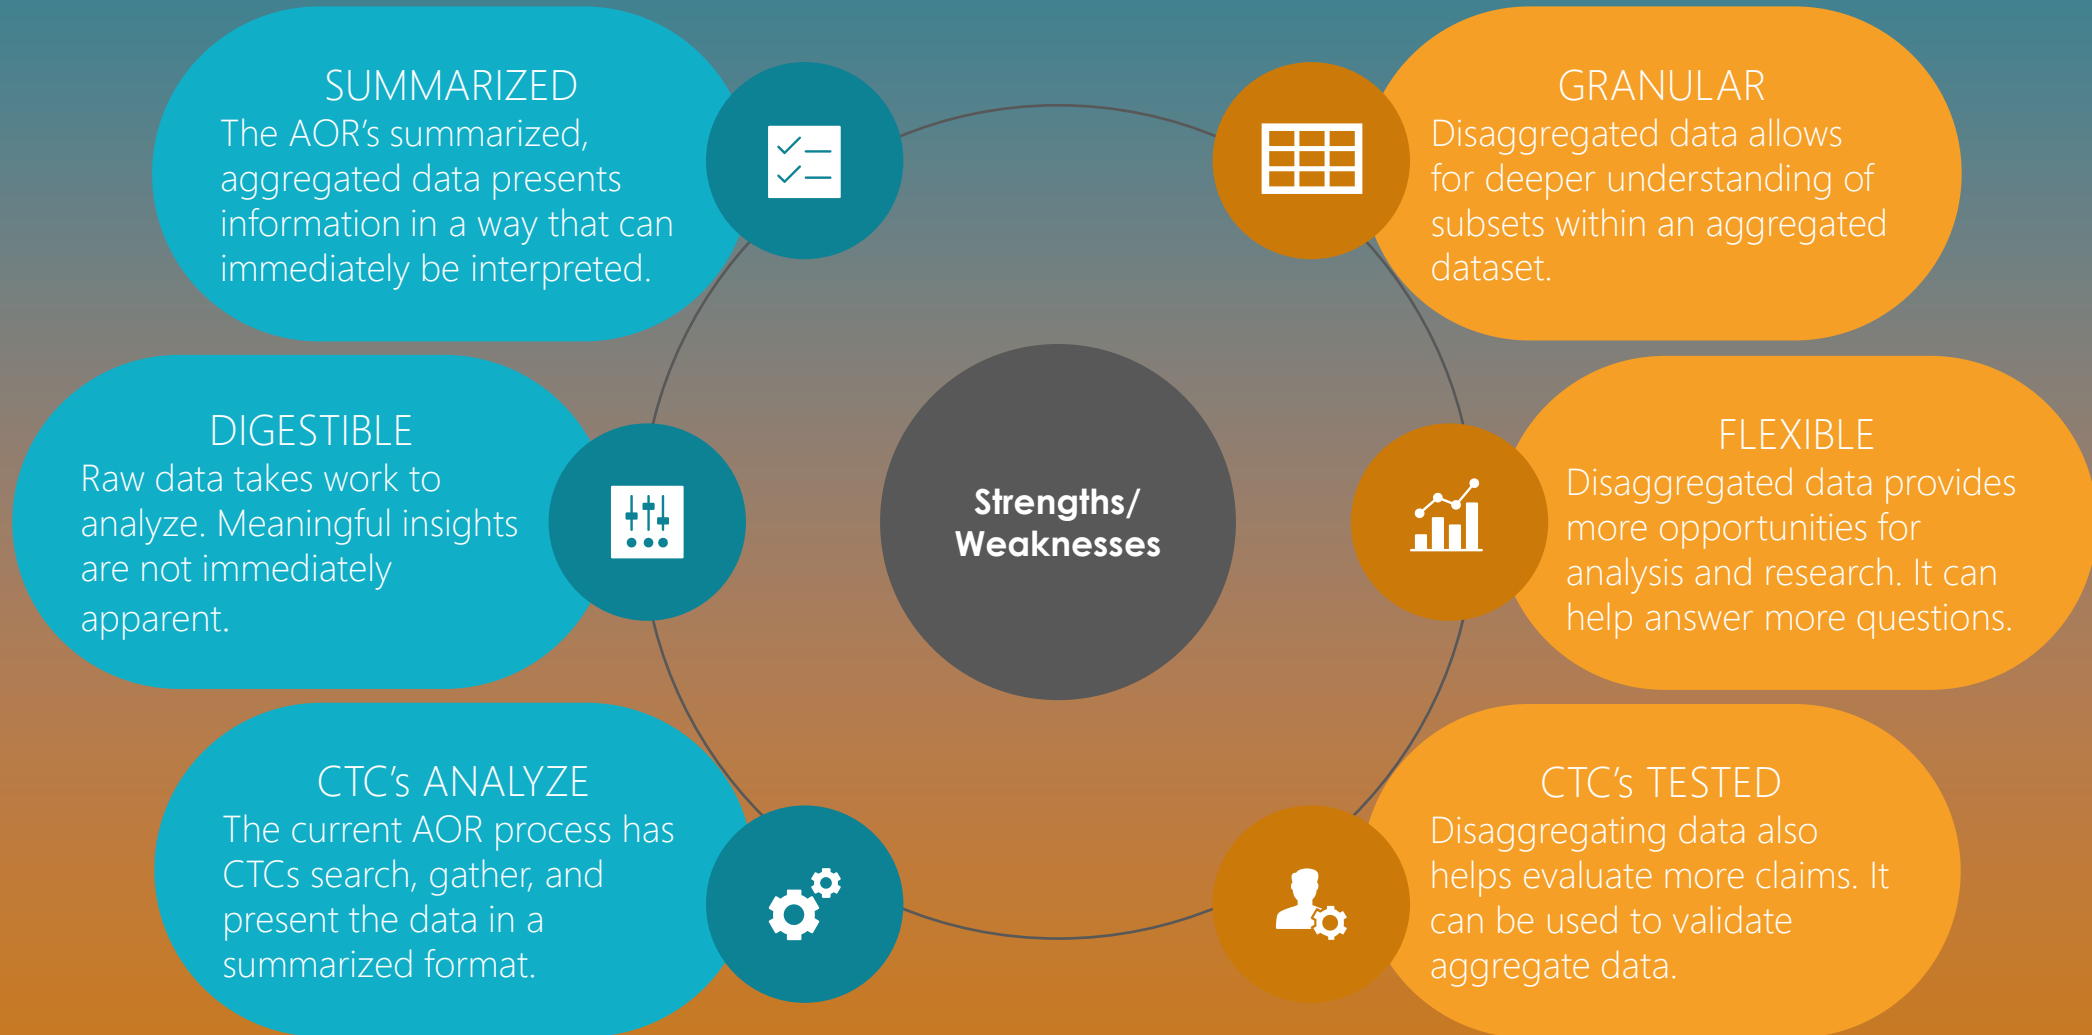 SUMMARIZED
The AOR’s summarized,
aggregated data presents
information in a way that can
immediately be interpreted.
DIGESTIBLE
Raw data takes work to
analyze. Meaningful insights
are not immediately
apparent.
CTC’s ANALYZE
The current AOR process has
CTCs search, gather, and
present the data in a
summarized format.
Strengths/
Weaknesses
GRANULAR
Disaggregated data allows
for deeper understanding of
subsets within an aggregated
dataset.
FLEXIBLE
Disaggregated data provides
more opportunities for
analysis and research. It can
help answer more questions.
CTC’s TESTED
Disaggregating data also
helps evaluate more claims. It
can be used to validate
aggregate data.